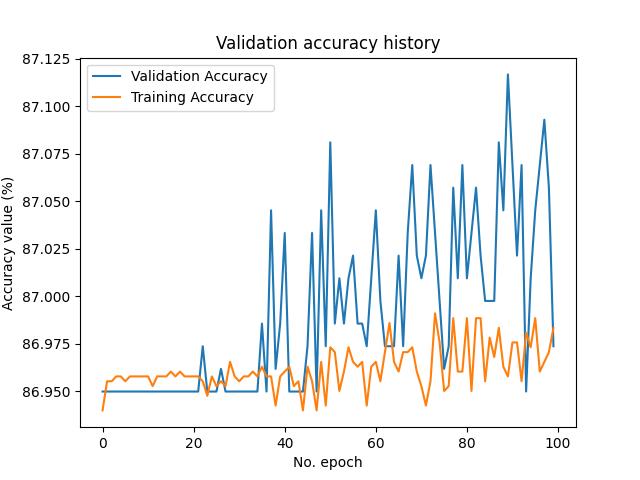 Validation accuracy history
Validation Accuracy
Training Accuracy
87.125
87.100
87.075
87.050
87.025
87.000
86.975
86.950
Accuracy value (%)
0 20 40 60 80 100
No. epoch